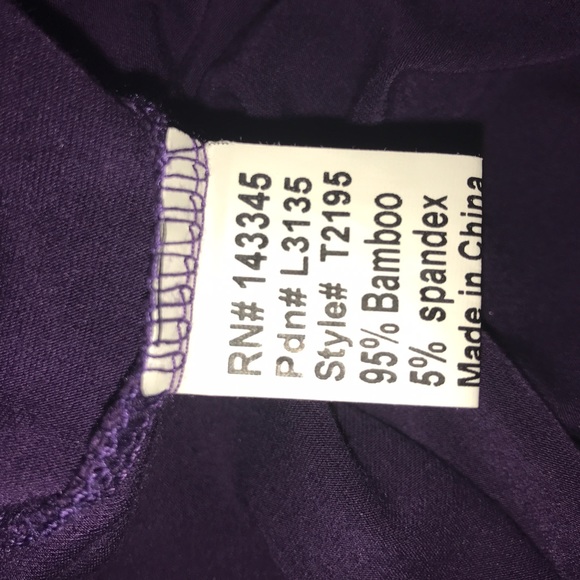 RN# 143345
Pdn# L3135
Style# T2195
95% Bamboo
5% spandex
Made in China